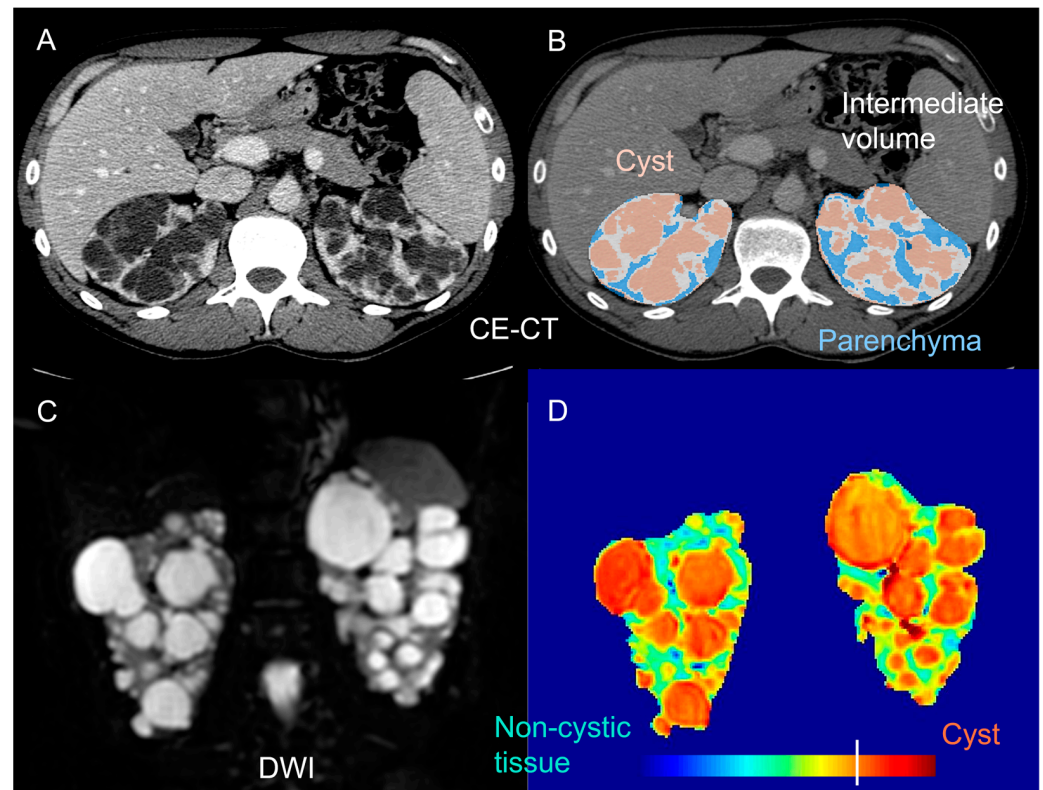 A
B
Intermediate
volume
Cyst
CE-CT
Parenchyma
C
D
Non-cystic
tissue
Cyst
DWI